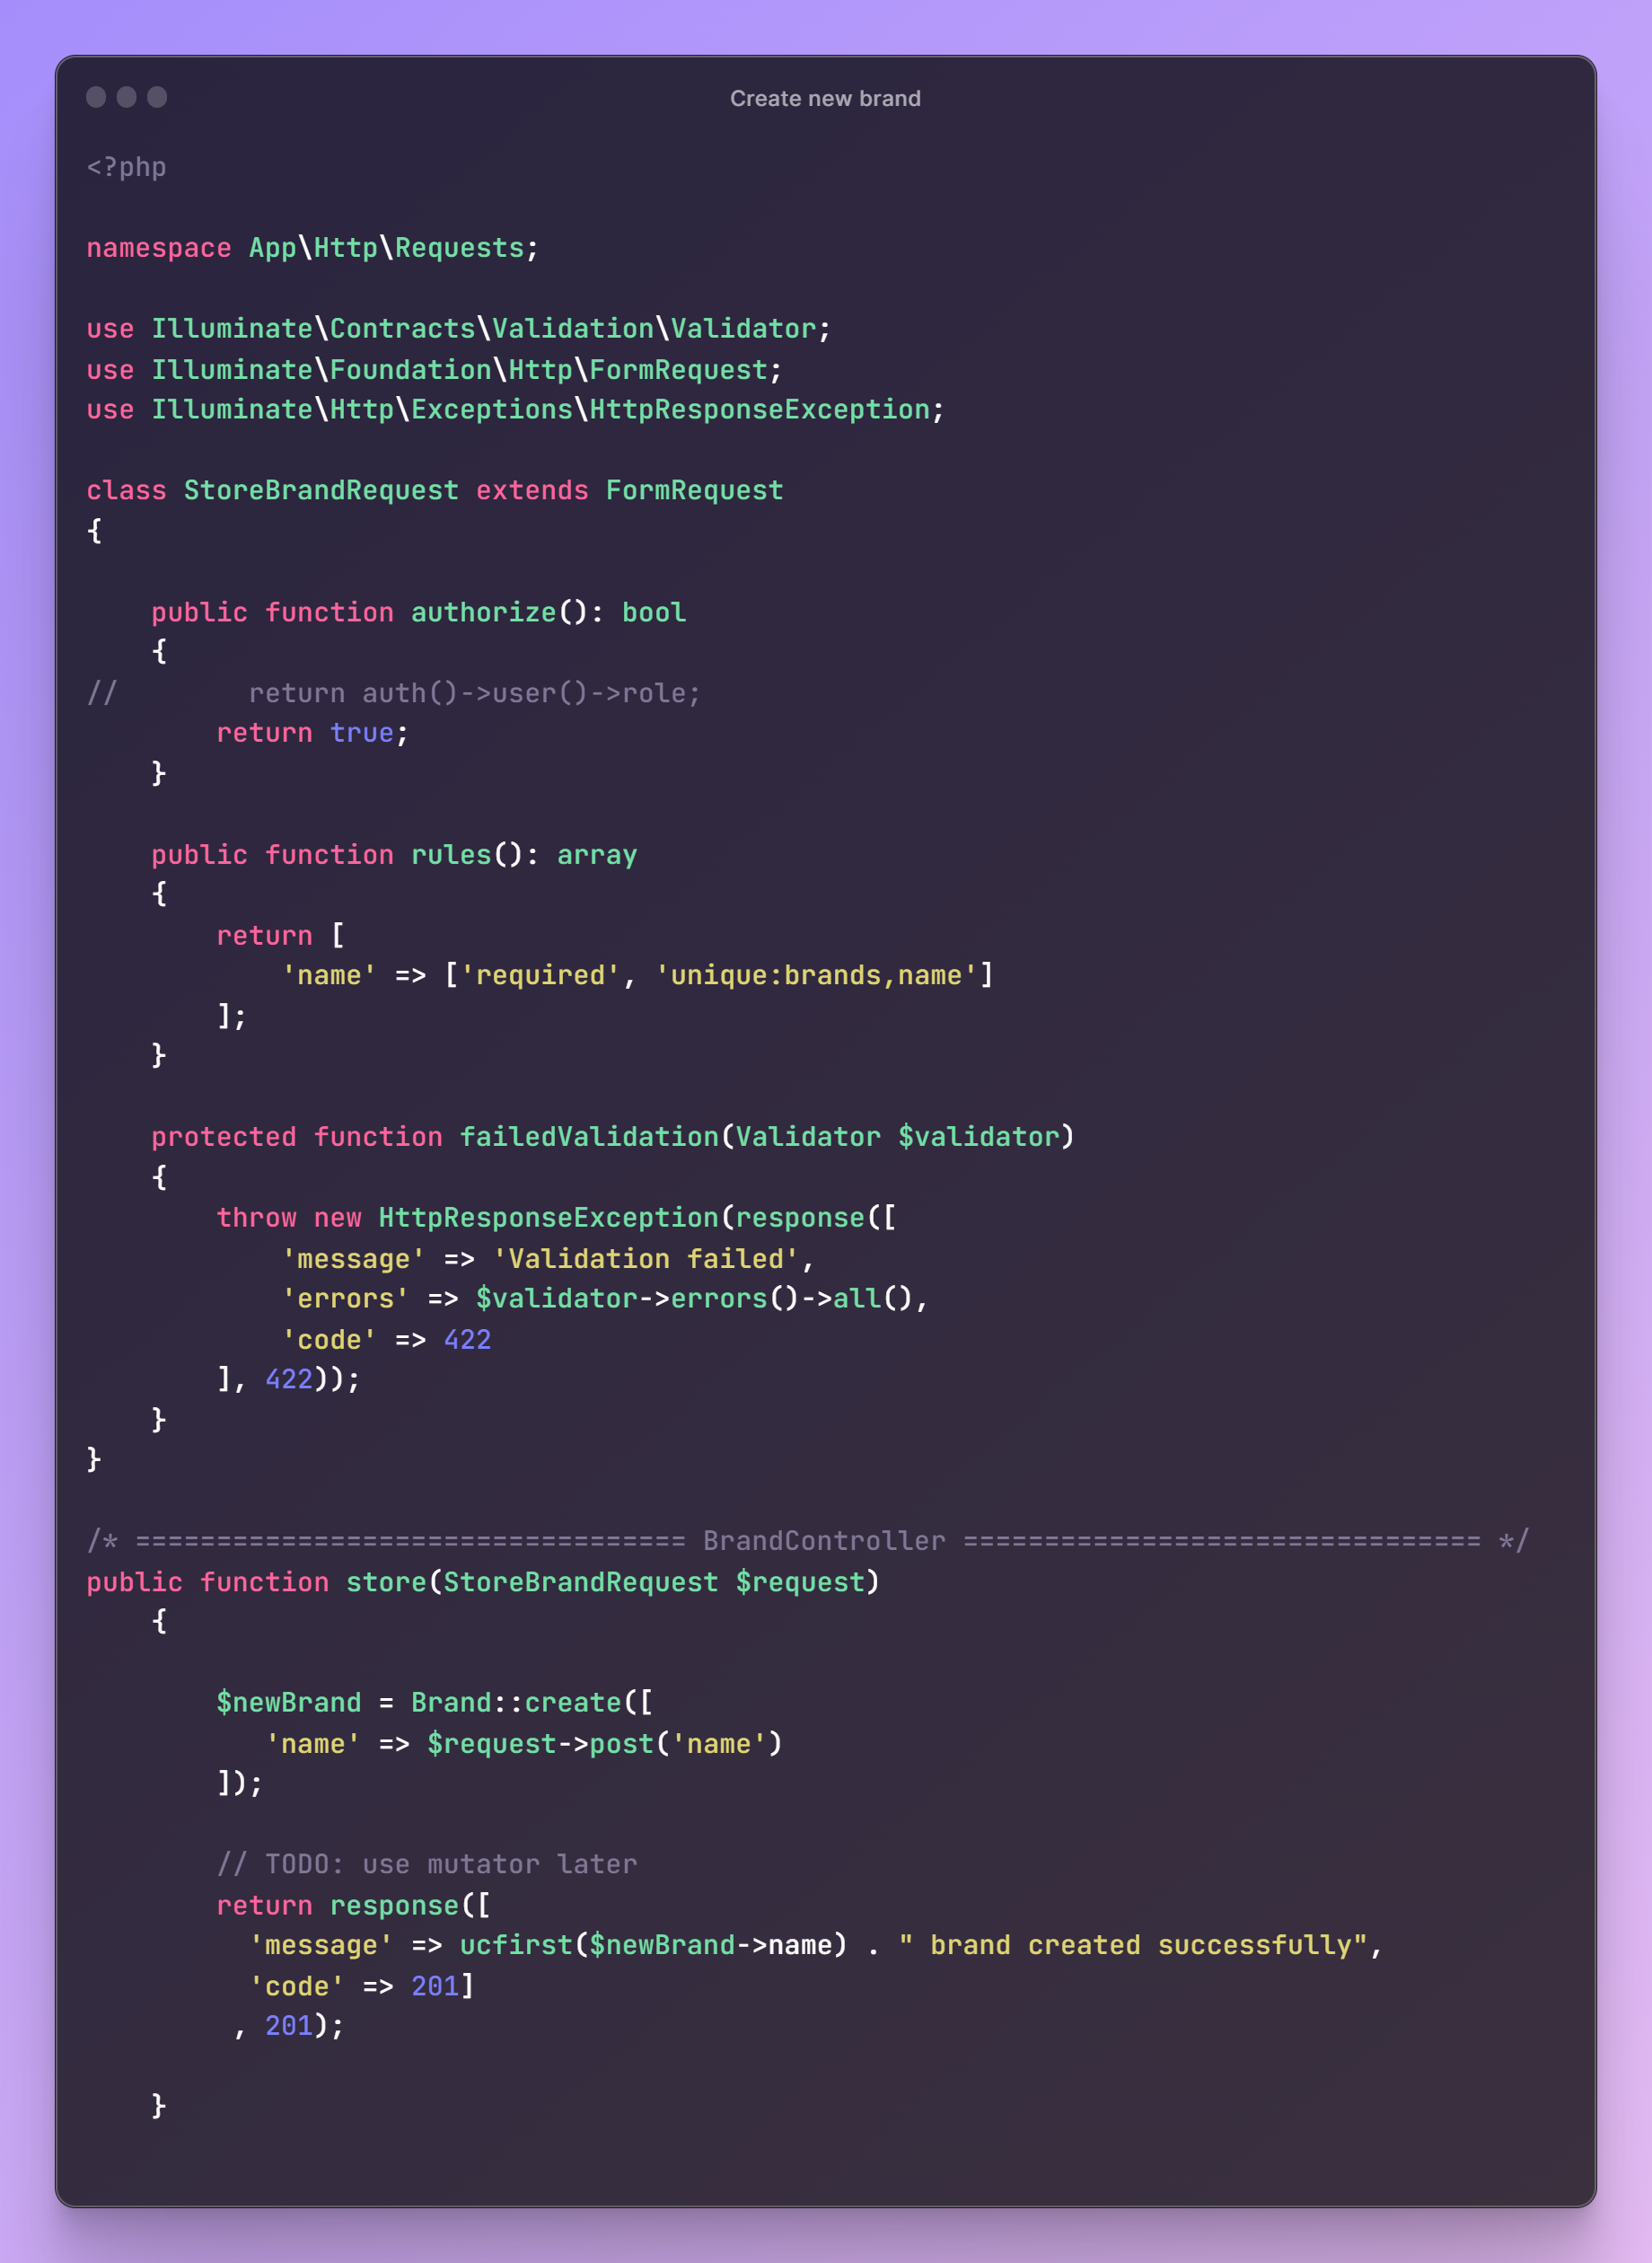 Create new brand
<?php
namespace App\Http\Requests;
use Illuminate\Contracts\Validation\Validator;
use Illuminate\Foundation\Http\FormRequest;
use Illuminate\Http\Exceptions\HttpResponseException;
class StoreBrandRequest extends FormRequest
{
    public function authorize(): bool
    {
//        return auth()->user()->role;
        return true;
    }
    public function rules(): array
    {
        return [
            'name' => ['required', 'unique:brands,name']
        ];
    }
    protected function failedValidation(Validator $validator)
    {
        throw new HttpResponseException(response([
            'message' => 'Validation failed',
            'errors' => $validator->errors()->all(),
            'code' => 422
        ], 422));
    }
}
/* ================================== BrandController ================================ */
public function store(StoreBrandRequest $request)
    {
        $newBrand = Brand::create([
           'name' => $request->post('name')
        ]);
        // TODO: use mutator later
        return response([
          'message' => ucfirst($newBrand->name) . " brand created successfully",
          'code' => 201]
         , 201);
    }